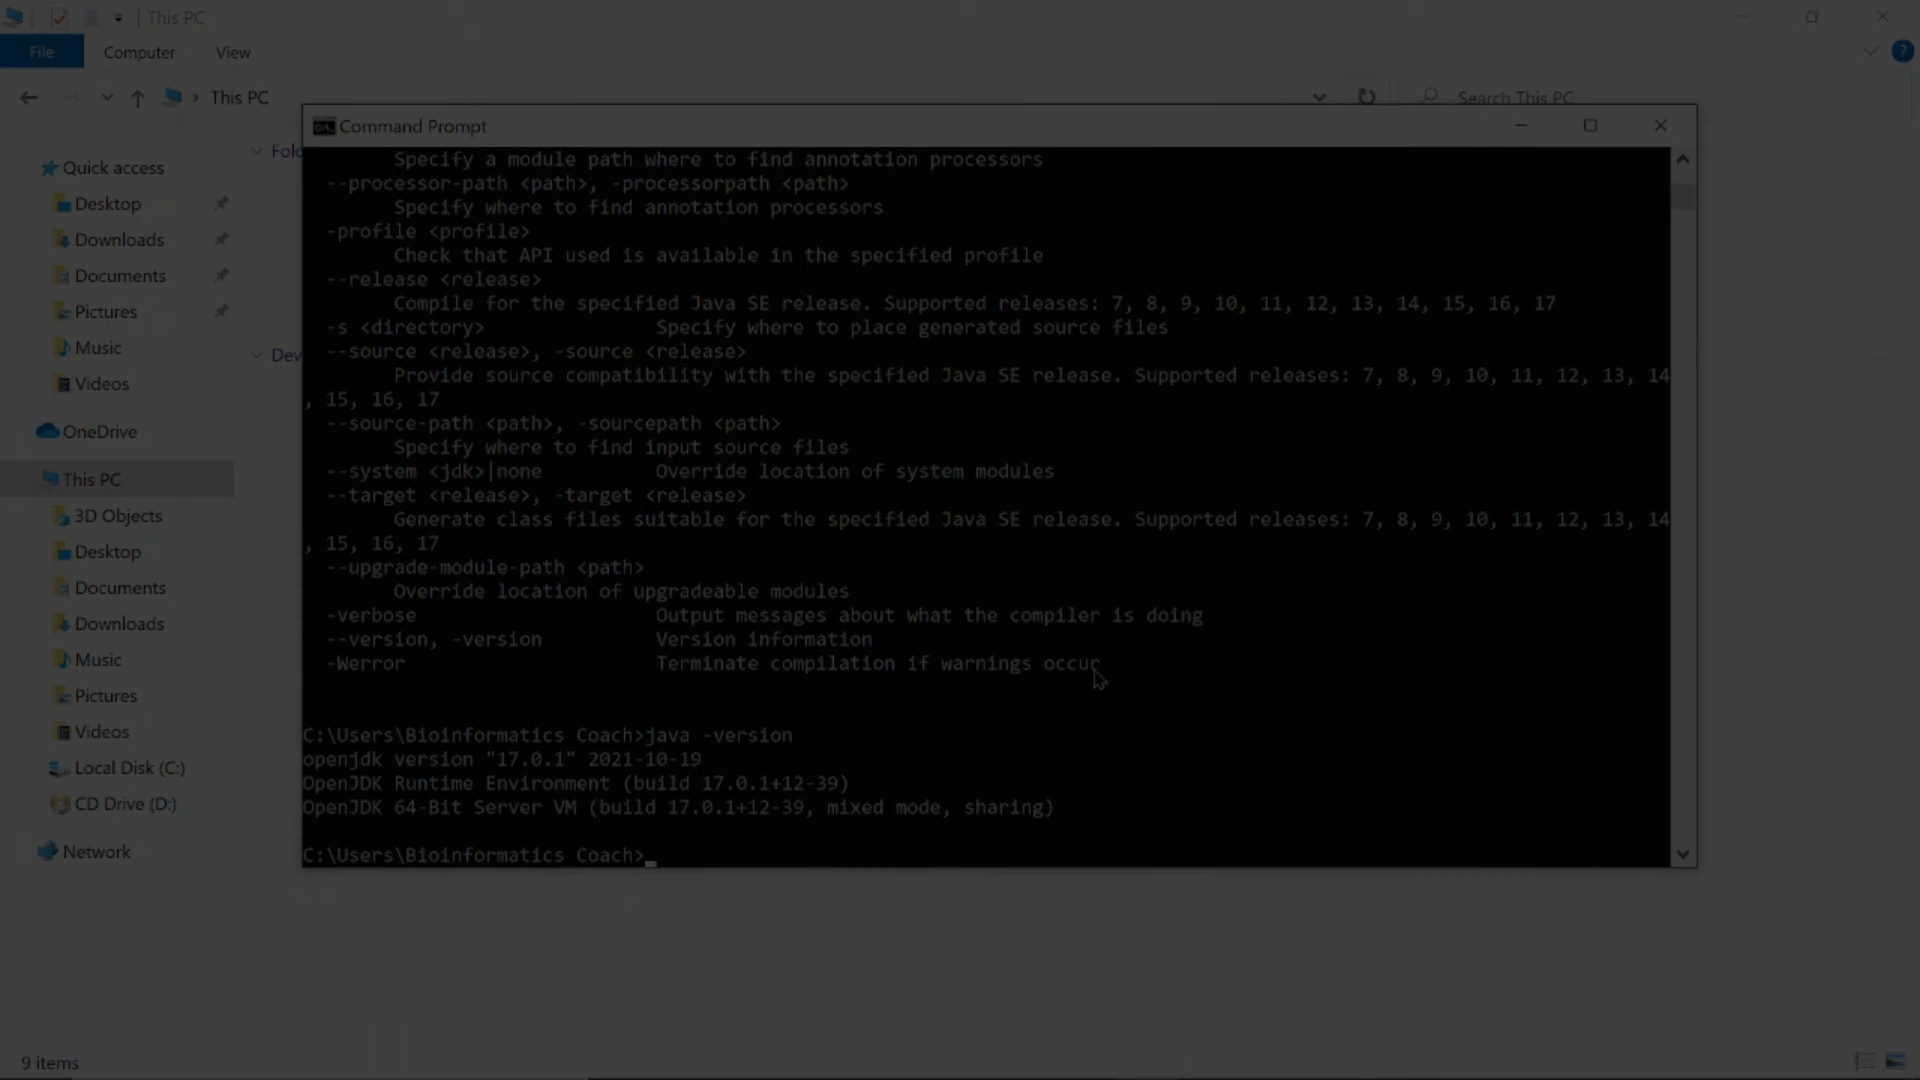 This PC
File Computer View
This PC
Search This PC
Quick access
Desktop
Downloads
Documents
Pictures
Music
Videos
OneDrive
This PC
3D Objects
Desktop
Documents
Downloads
Music
Pictures
Videos
Local Disk (C:)
CD Drive (D:)
Network
9 items
Fold
Dev
Command Prompt
Specify a module path where to find annotation processors
--processor-path <path>, -processorpath <path>
Specify where to find annotation processors
-profile <profile>
Check that API used is available in the specified profile
--release <release>
Compile for the specified Java SE release. Supported releases: 7, 8, 9, 10, 11, 12, 13, 14, 15, 16, 17
-s <directory> Specify where to place generated source files
--source <release>, -source <release>
Provide source compatibility with the specified Java SE release. Supported releases: 7, 8, 9, 10, 11, 12, 13, 14
, 15, 16, 17
--source-path <path>, -sourcepath <path>
Specify where to find input source files
--system <jdk>|none Override location of system modules
--target <release>, -target <release>
Generate class files suitable for the specified Java SE release. Supported releases: 7, 8, 9, 10, 11, 12, 13, 14
, 15, 16, 17
--upgrade-module-path <path>
Override location of upgradeable modules
-verbose Output messages about what the compiler is doing
--version, -version Version information
-Werror Terminate compilation if warnings occur
C:\Users\Bioinformatics Coach>java -version
openjdk version "17.0.1" 2021-10-19
OpenJDK Runtime Environment (build 17.0.1+12-39)
OpenJDK 64-Bit Server VM (build 17.0.1+12-39, mixed mode, sharing)
C:\Users\Bioinformatics Coach>